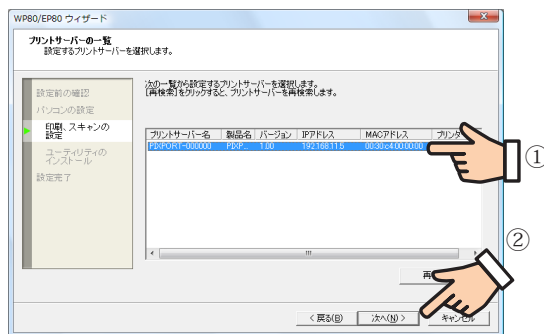 WP80/EP80 ウィザード
プリントサーバーの一覧
設定するプリントサーバーを選択します。
設定前の確認
パソコンの設定
印刷、スキャンの
設定
ユーティリティの
インストール
設定完了
次の一覧から設定するプリントサーバーを選択します。
[再検索]をクリックすると、プリントサーバーを再検索します。
プリントサーバー名 製品名 バージョン IPアドレス MACアドレス プリンタ
PIXPORT-000000 PIXP... 1.00 192.168.11.5 00:30:c4:00:00:00
①
②
再
< 戻る(B) 次へ(N) > キャンセル